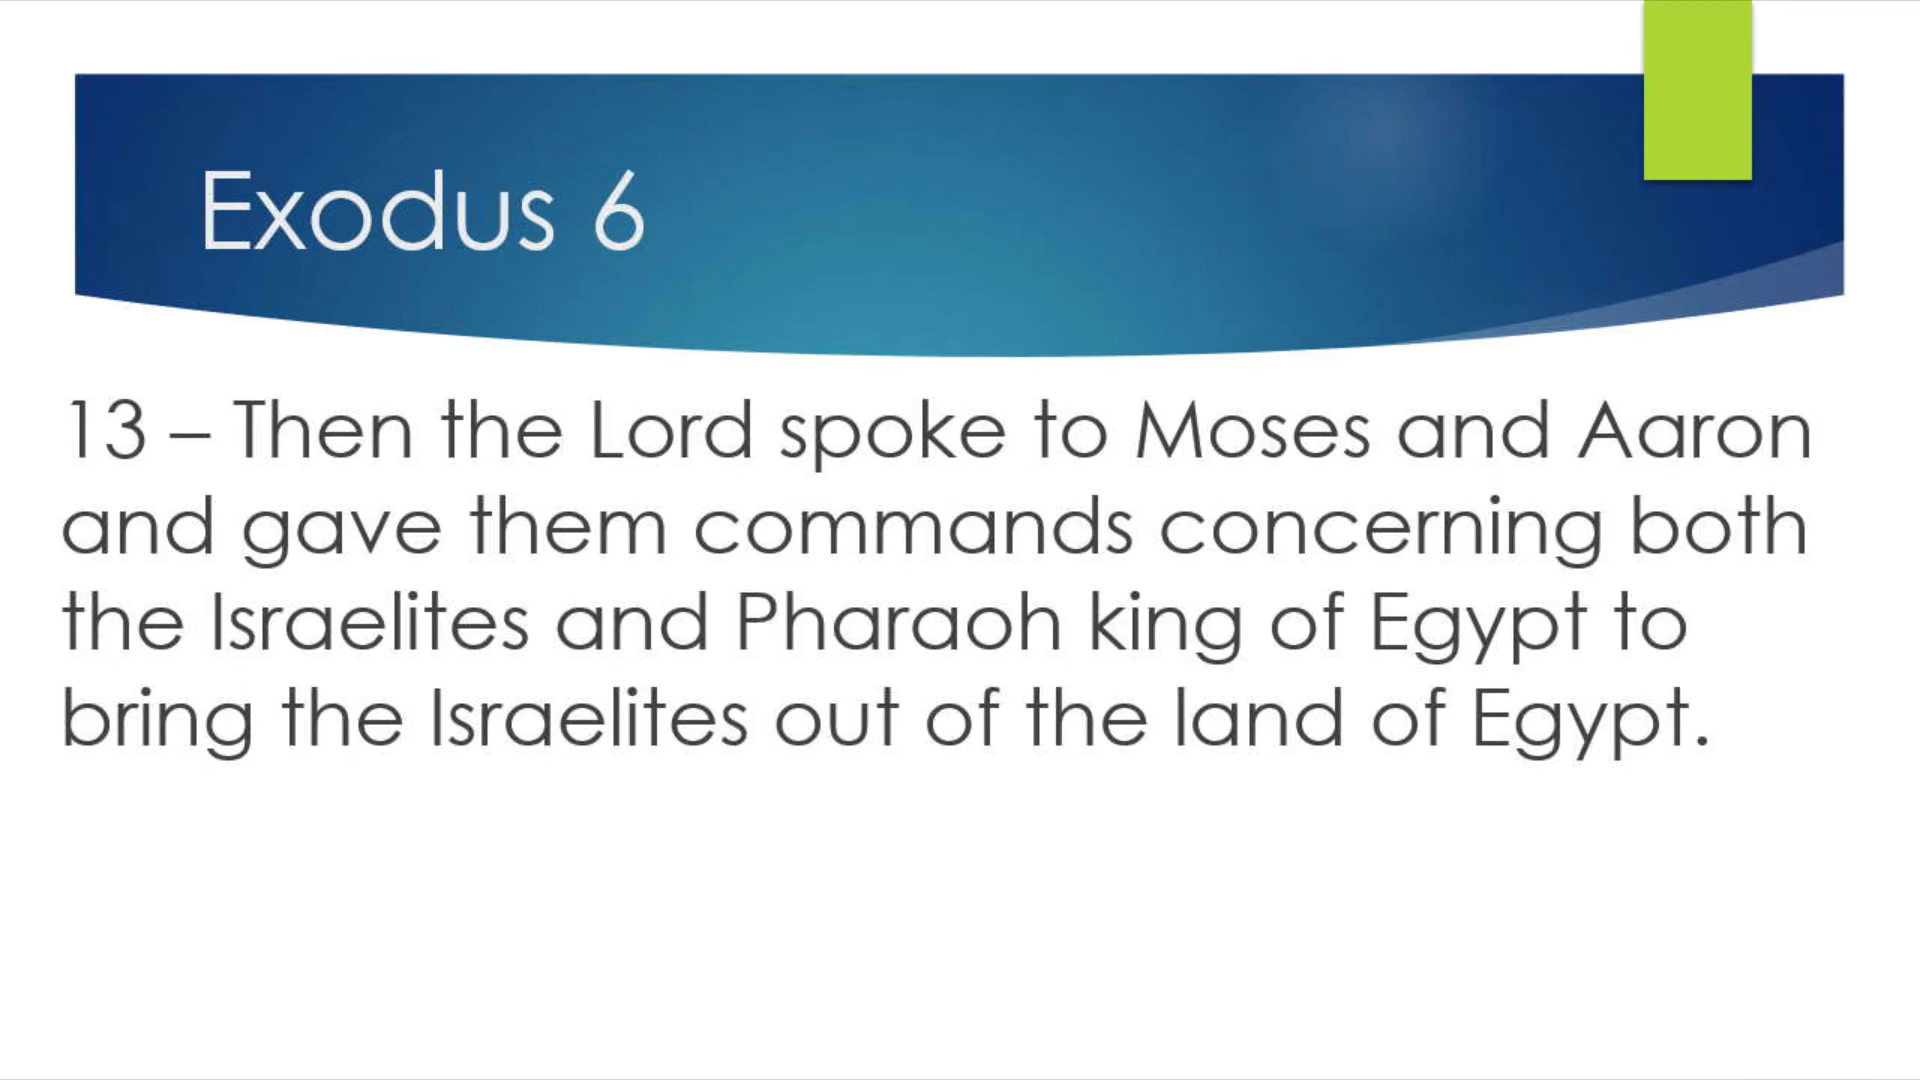 Exodus 6
13 – Then the Lord spoke to Moses and Aaron
and gave them commands concerning both
the Israelites and Pharaoh king of Egypt to
bring the Israelites out of the land of Egypt.